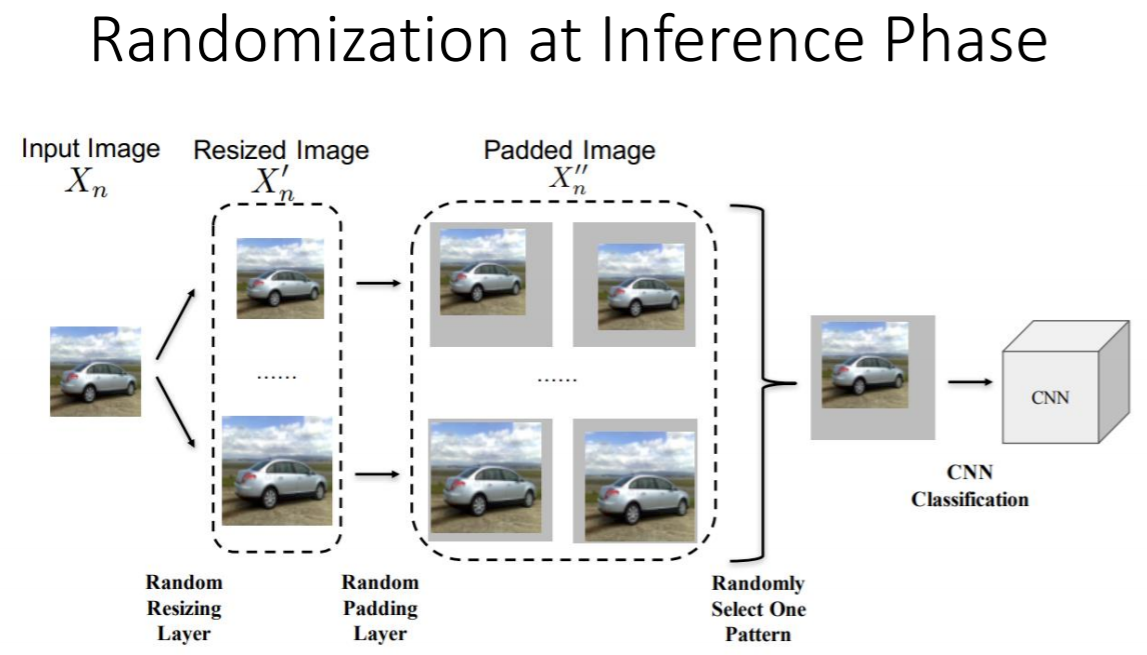 Randomization at Inference Phase
Input Image
Xₙ
Resized Image
X′ₙ
Padded Image
X″ₙ
......
......
CNN
CNN
Classification
Random
Resizing
Layer
Random
Padding
Layer
Randomly
Select One
Pattern